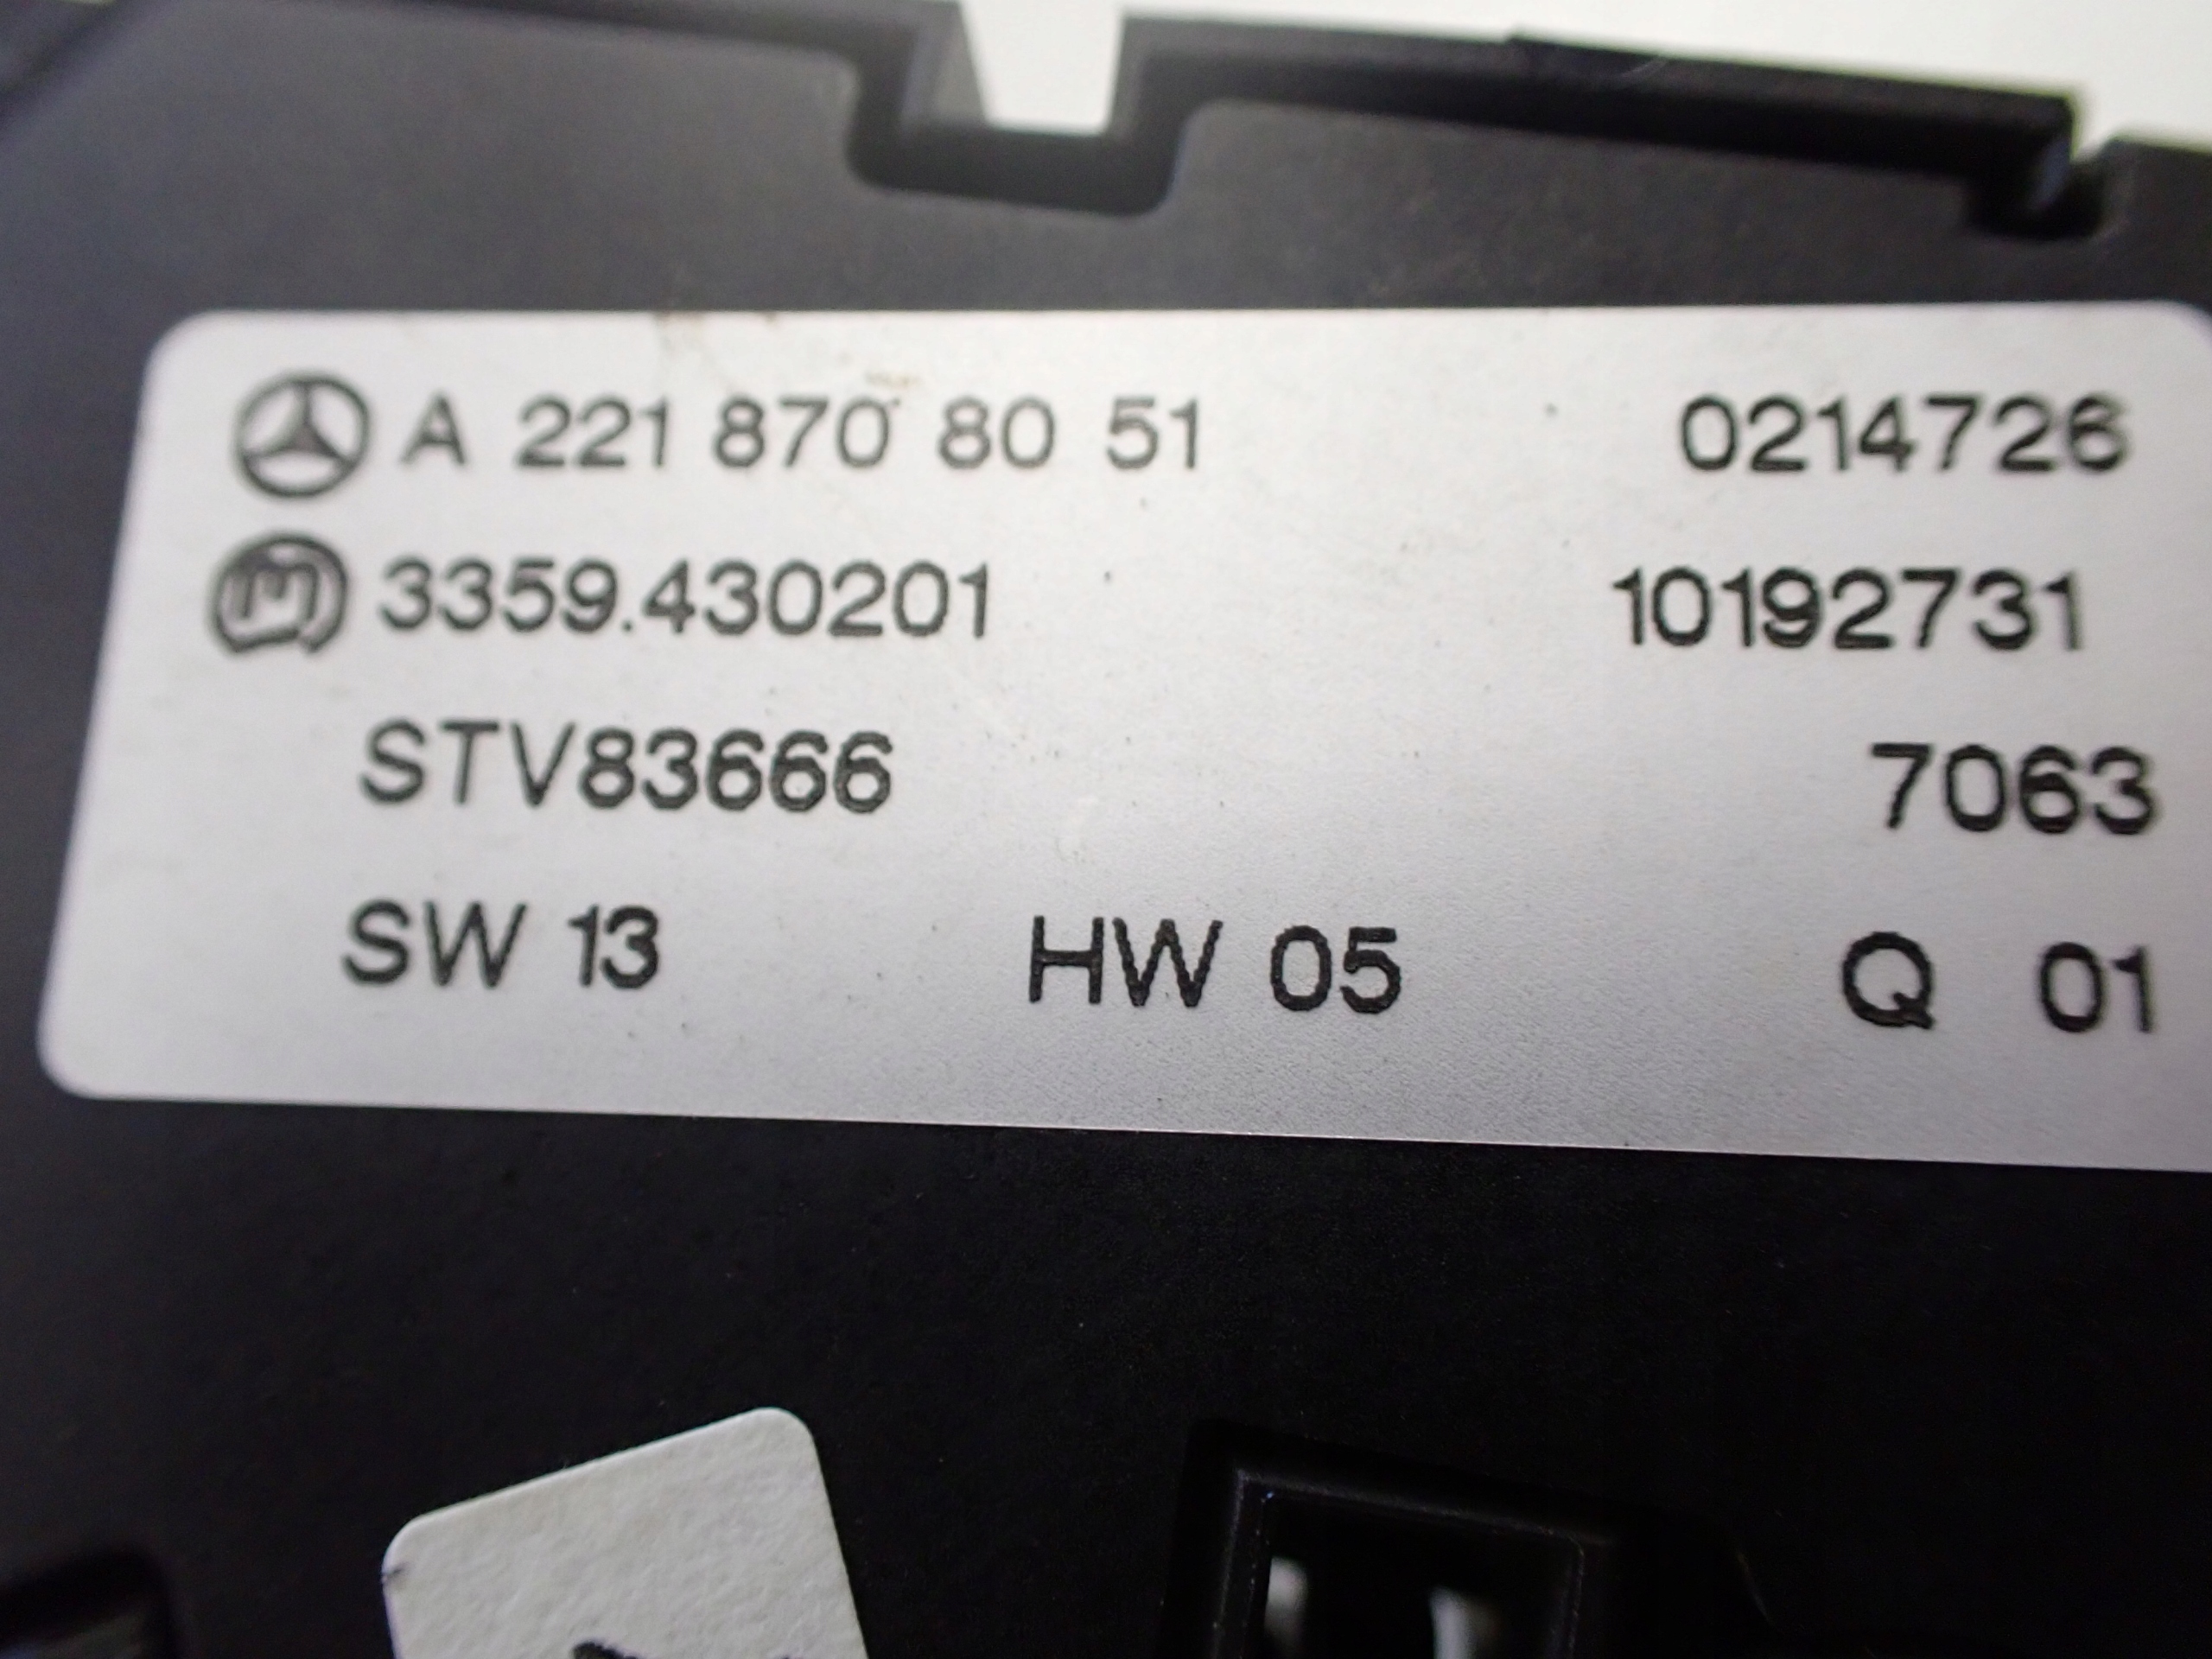 A 221 870 80 51 0214726
3359.430201 10192731
STV83666 7063
SW 13 HW 05 Q 01